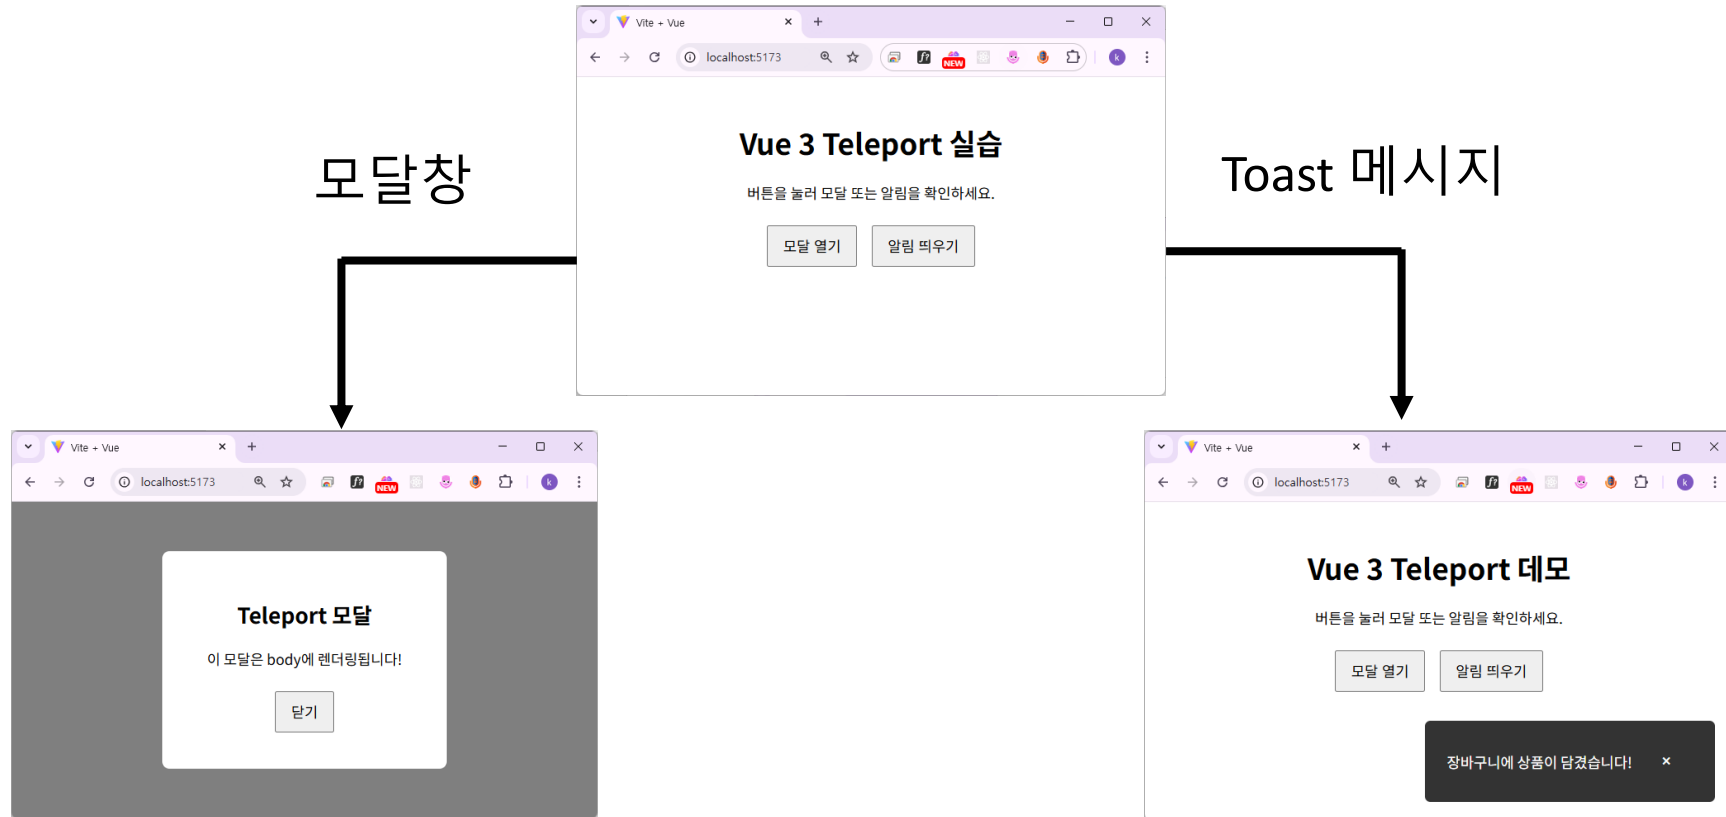 Vite + Vue
localhost:5173
NEW
k
Vue 3 Teleport 실습
버튼을 눌러 모달 또는 알림을 확인하세요.
모달 열기
알림 띄우기
모달창
Toast 메시지
Vite + Vue
localhost:5173
NEW
k
Teleport 모달
이 모달은 body에 렌더링됩니다!
닫기
Vite + Vue
localhost:5173
NEW
k
Vue 3 Teleport 데모
버튼을 눌러 모달 또는 알림을 확인하세요.
모달 열기
알림 띄우기
장바구니에 상품이 담겼습니다!